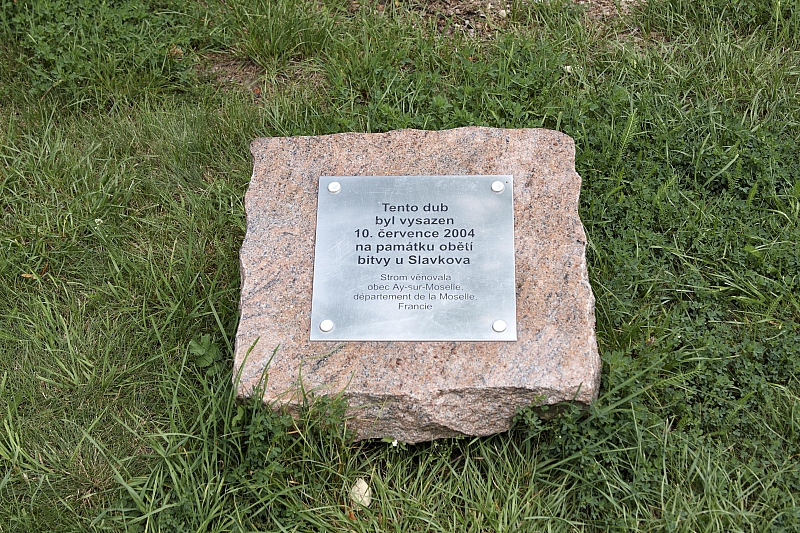 Tento dub
byl vysazen
10. července 2004
na památku obětí
bitvy u Slavkova
Strom věnovala
obec Ay-sur-Moselle,
département de la Moselle,
Francie